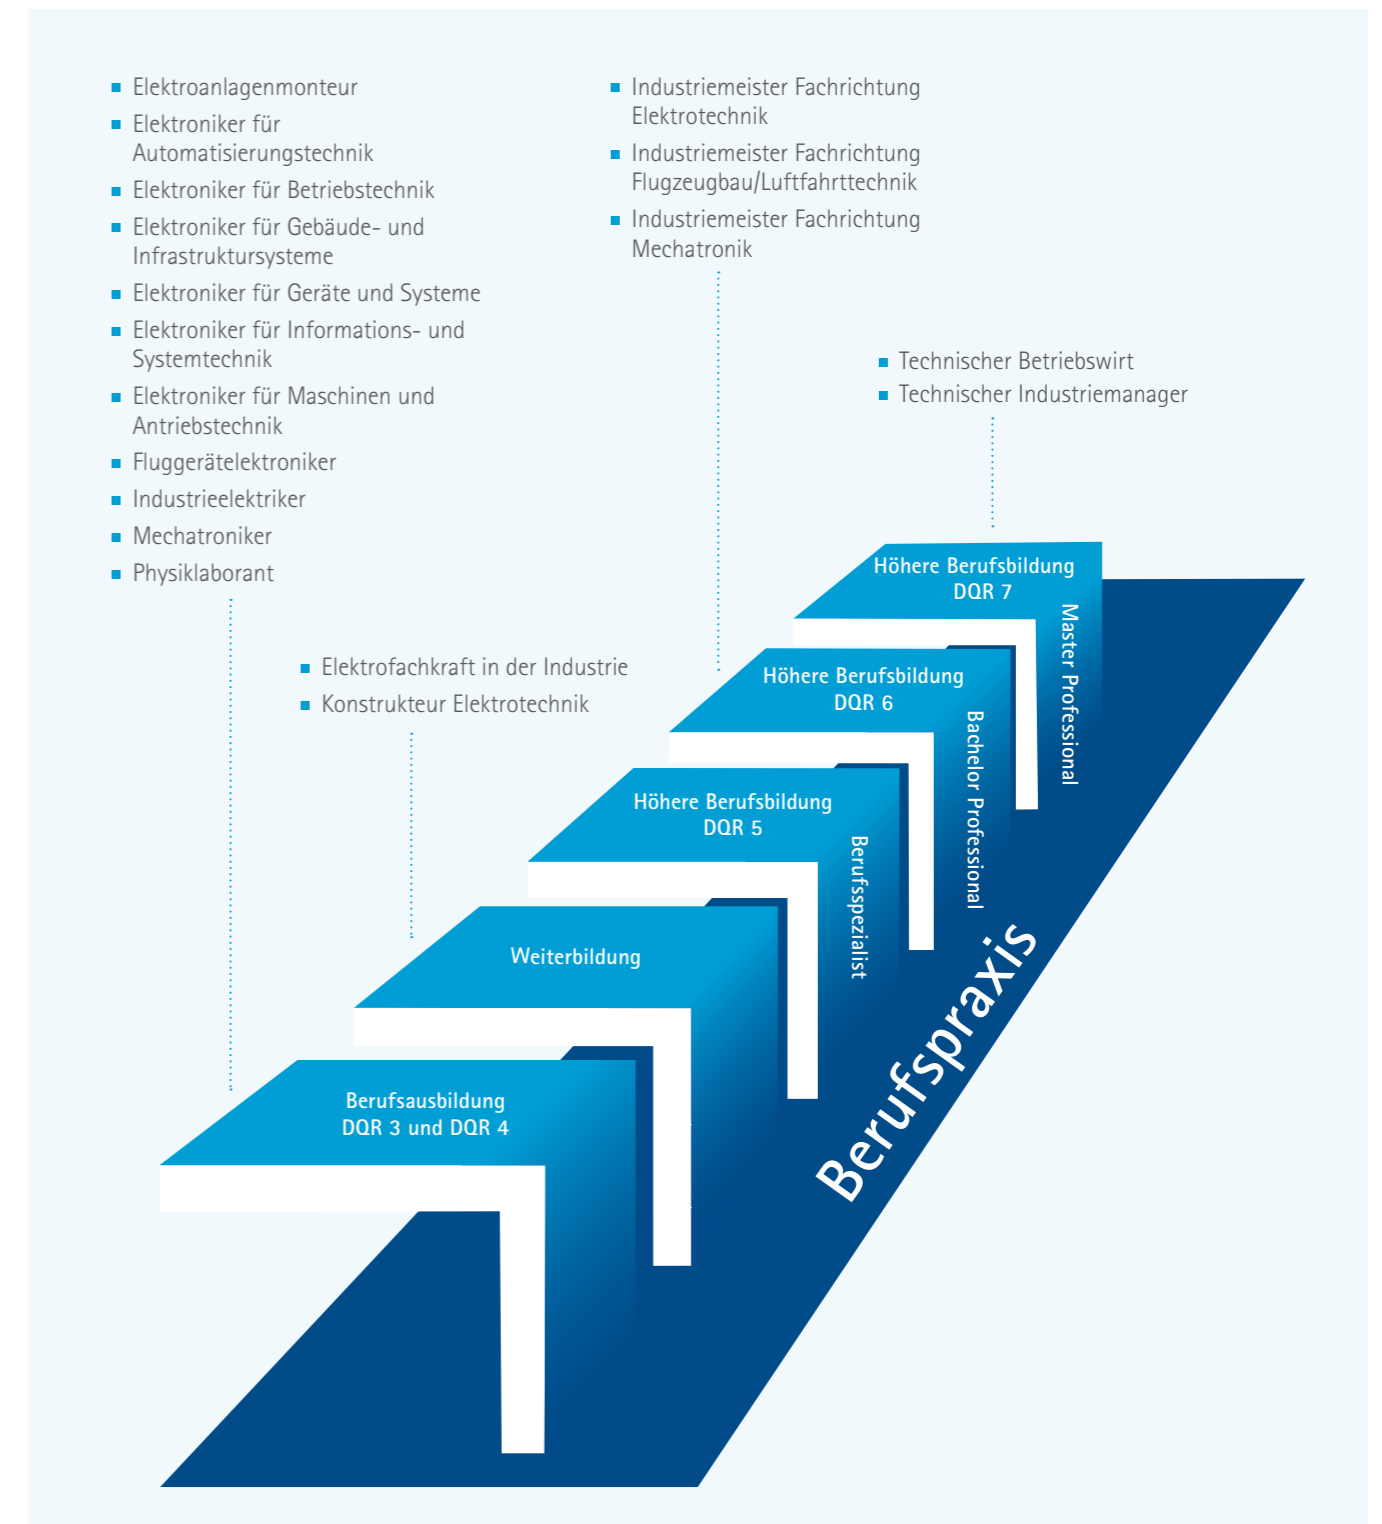 Elektroanlagenmonteur
Elektroniker für
Automatisierungstechnik
Elektroniker für Betriebstechnik
Elektroniker für Gebäude- und
Infrastruktursysteme
Elektroniker für Geräte und Systeme
Elektroniker für Informations- und
Systemtechnik
Elektroniker für Maschinen und
Antriebstechnik
Fluggerätelektroniker
Industrieelektriker
Mechatroniker
Physiklaborant
Industriemeister Fachrichtung
Elektrotechnik
Industriemeister Fachrichtung
Flugzeugbau/Luftfahrttechnik
Industriemeister Fachrichtung
Mechatronik
Technischer Betriebswirt
Technischer Industriemanager
Elektrofachkraft in der Industrie
Konstrukteur Elektrotechnik
Höhere Berufsbildung
DQR 7
Master Professional
Höhere Berufsbildung
DQR 6
Bachelor Professional
Höhere Berufsbildung
DQR 5
Berufsspezialist
Weiterbildung
Berufsausbildung
DQR 3 und DQR 4
Berufspraxis